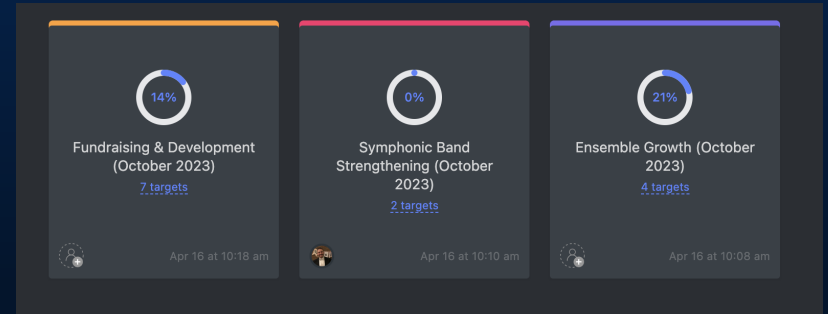 14%
Fundraising & Development
(October 2023)
7 targets
Apr 16 at 10:18 am
0%
Symphonic Band
Strengthening (October
2023)
2 targets
Apr 16 at 10:10 am
21%
Ensemble Growth (October
2023)
4 targets
Apr 16 at 10:08 am